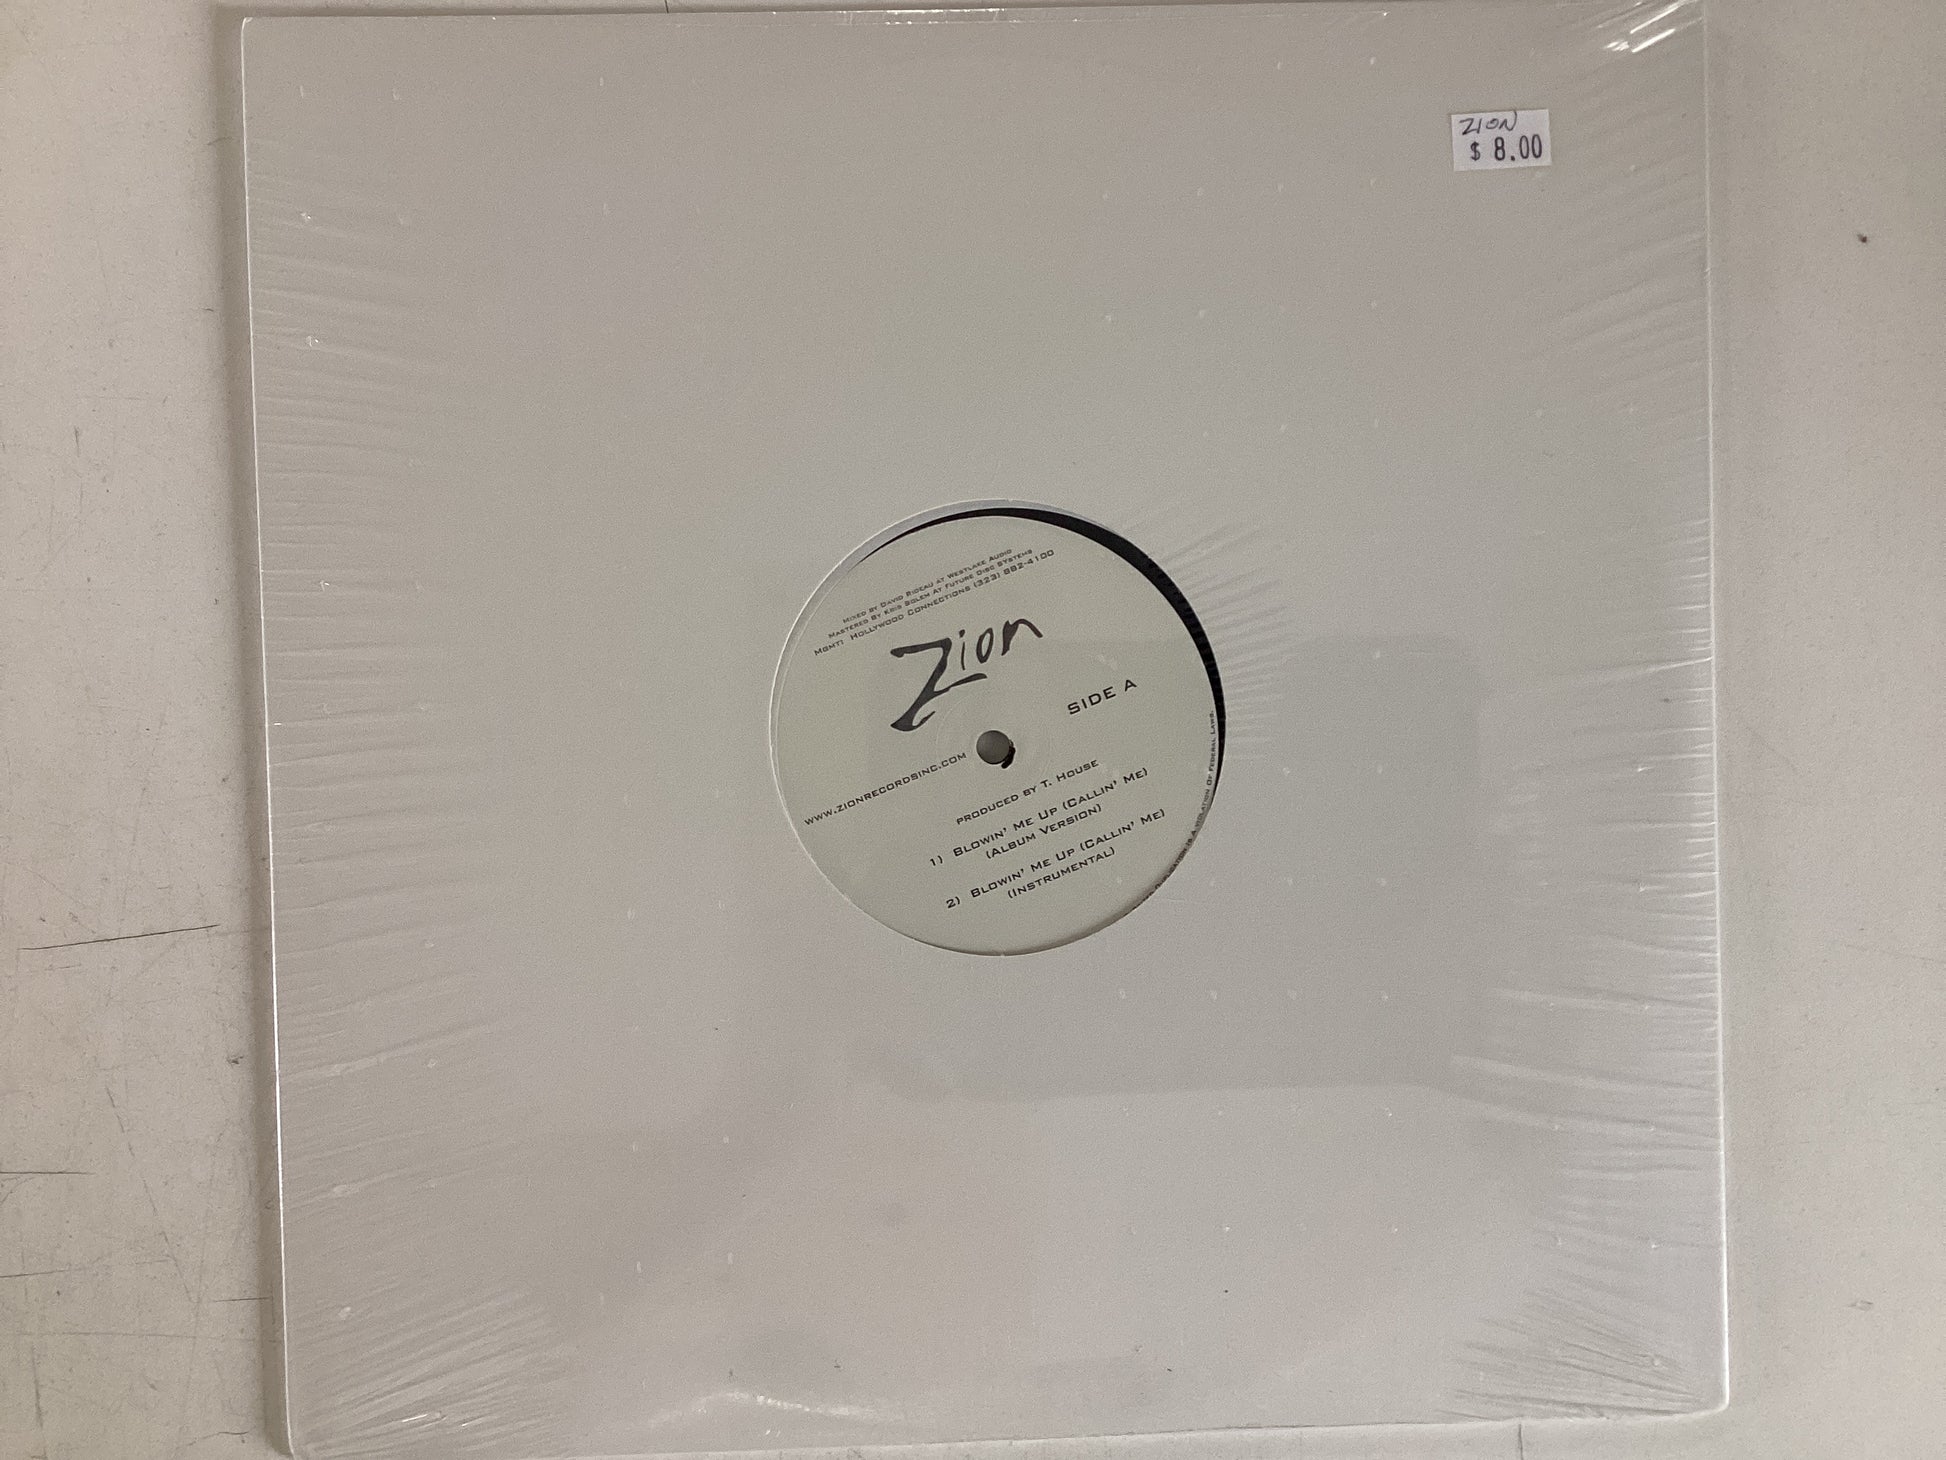 ZION
$ 8.00
Mixed by David Rideau at Westlake Audio
Mastered By Kris Solem At Future Disc Systems
Mgmt: Hollywood Connections (323) 882-4100
Zion
SIDE A
www.zionrecordsinc.com
produced by T. House
1) Blowin' Me Up (Callin' Me)
(Album Version)
2) Blowin' Me Up (Callin' Me)
(Instrumental)
is a violation Of Federal Laws.